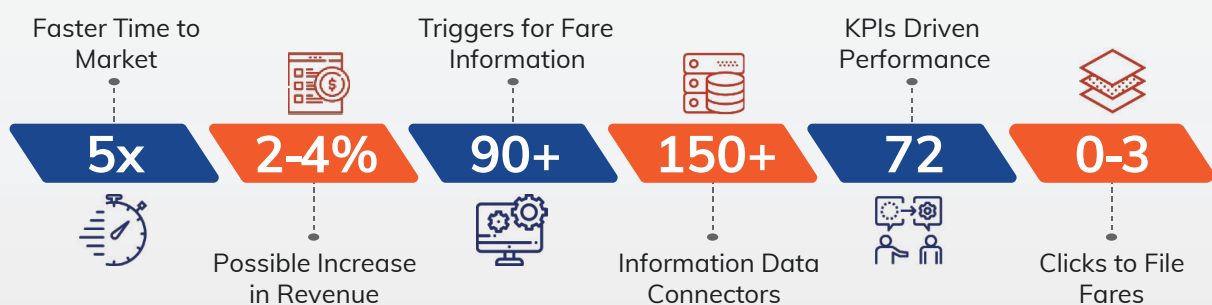 Faster Time to
Market
5x
2-4%
Possible Increase
in Revenue
Triggers for Fare
Information
90+
150+
Information Data
Connectors
KPIs Driven
Performance
72
0-3
Clicks to File
Fares